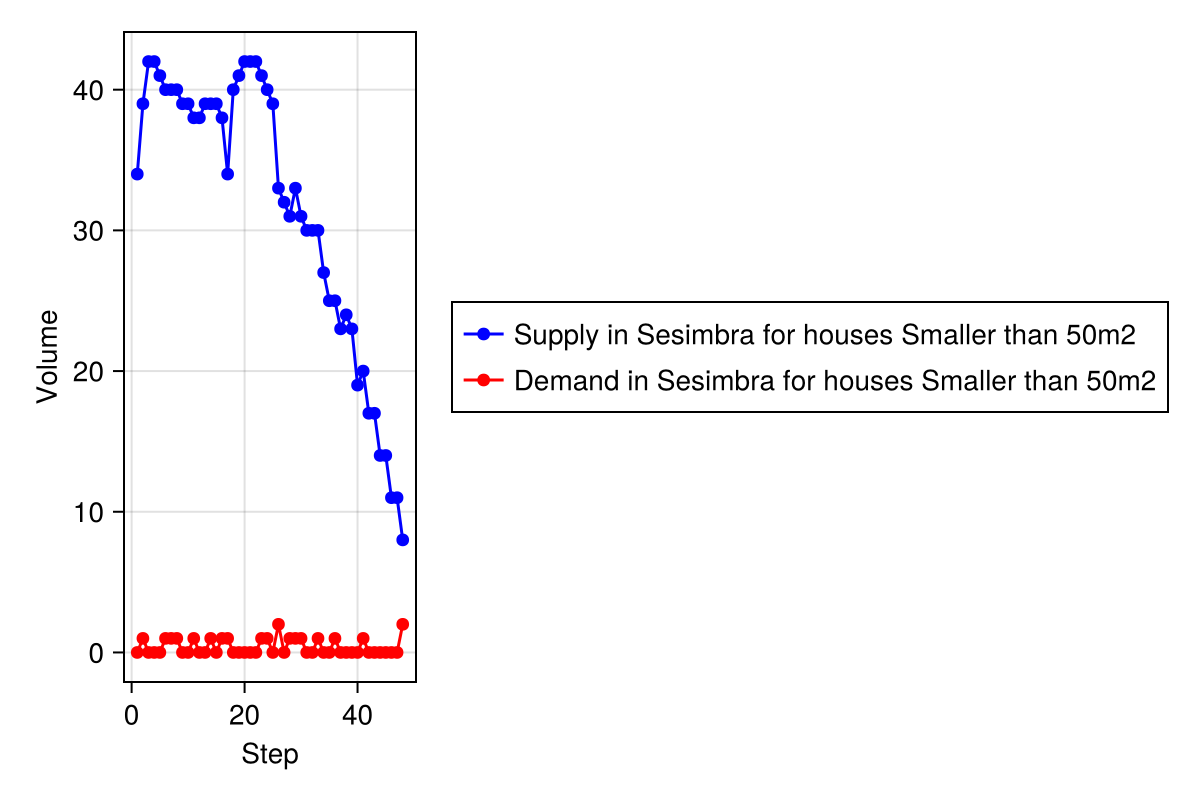 40
30
20
10
0
Volume
0 20 40
Step
Supply in Sesimbra for houses Smaller than 50m2
Demand in Sesimbra for houses Smaller than 50m2